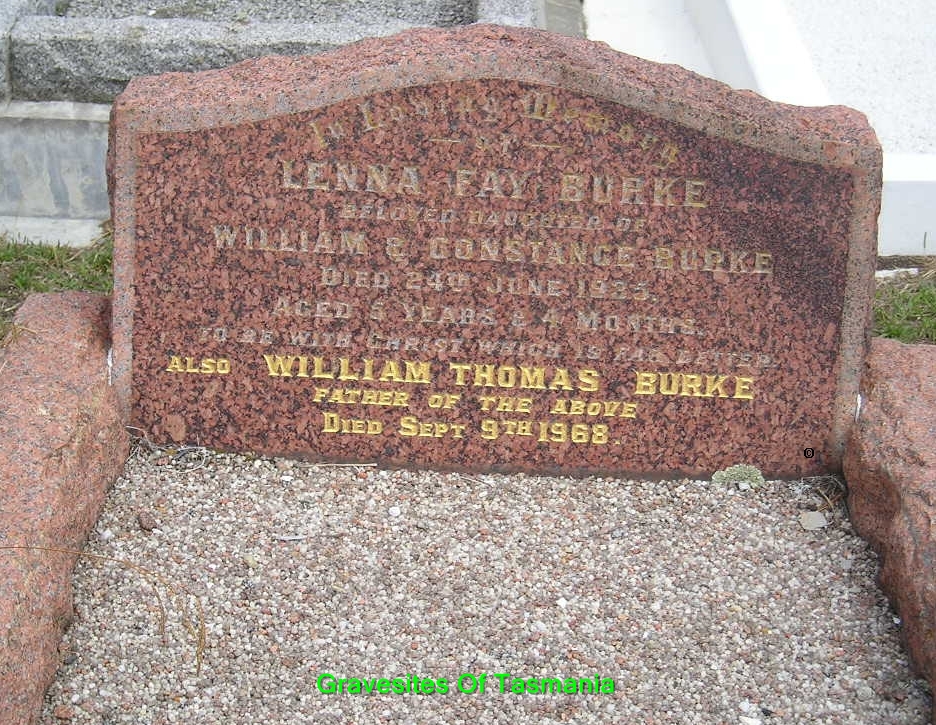 In Loving Memory
— of —
LENNA FAY BURKE
BELOVED DAUGHTER OF
WILLIAM & CONSTANCE BURKE
DIED 24TH JUNE 1935.
AGED 5 YEARS & 4 MONTHS.
TO BE WITH CHRIST WHICH IS FAR BETTER
ALSO WILLIAM THOMAS BURKE
FATHER OF THE ABOVE
DIED SEPT 9TH 1968.
Gravesites Of Tasmania